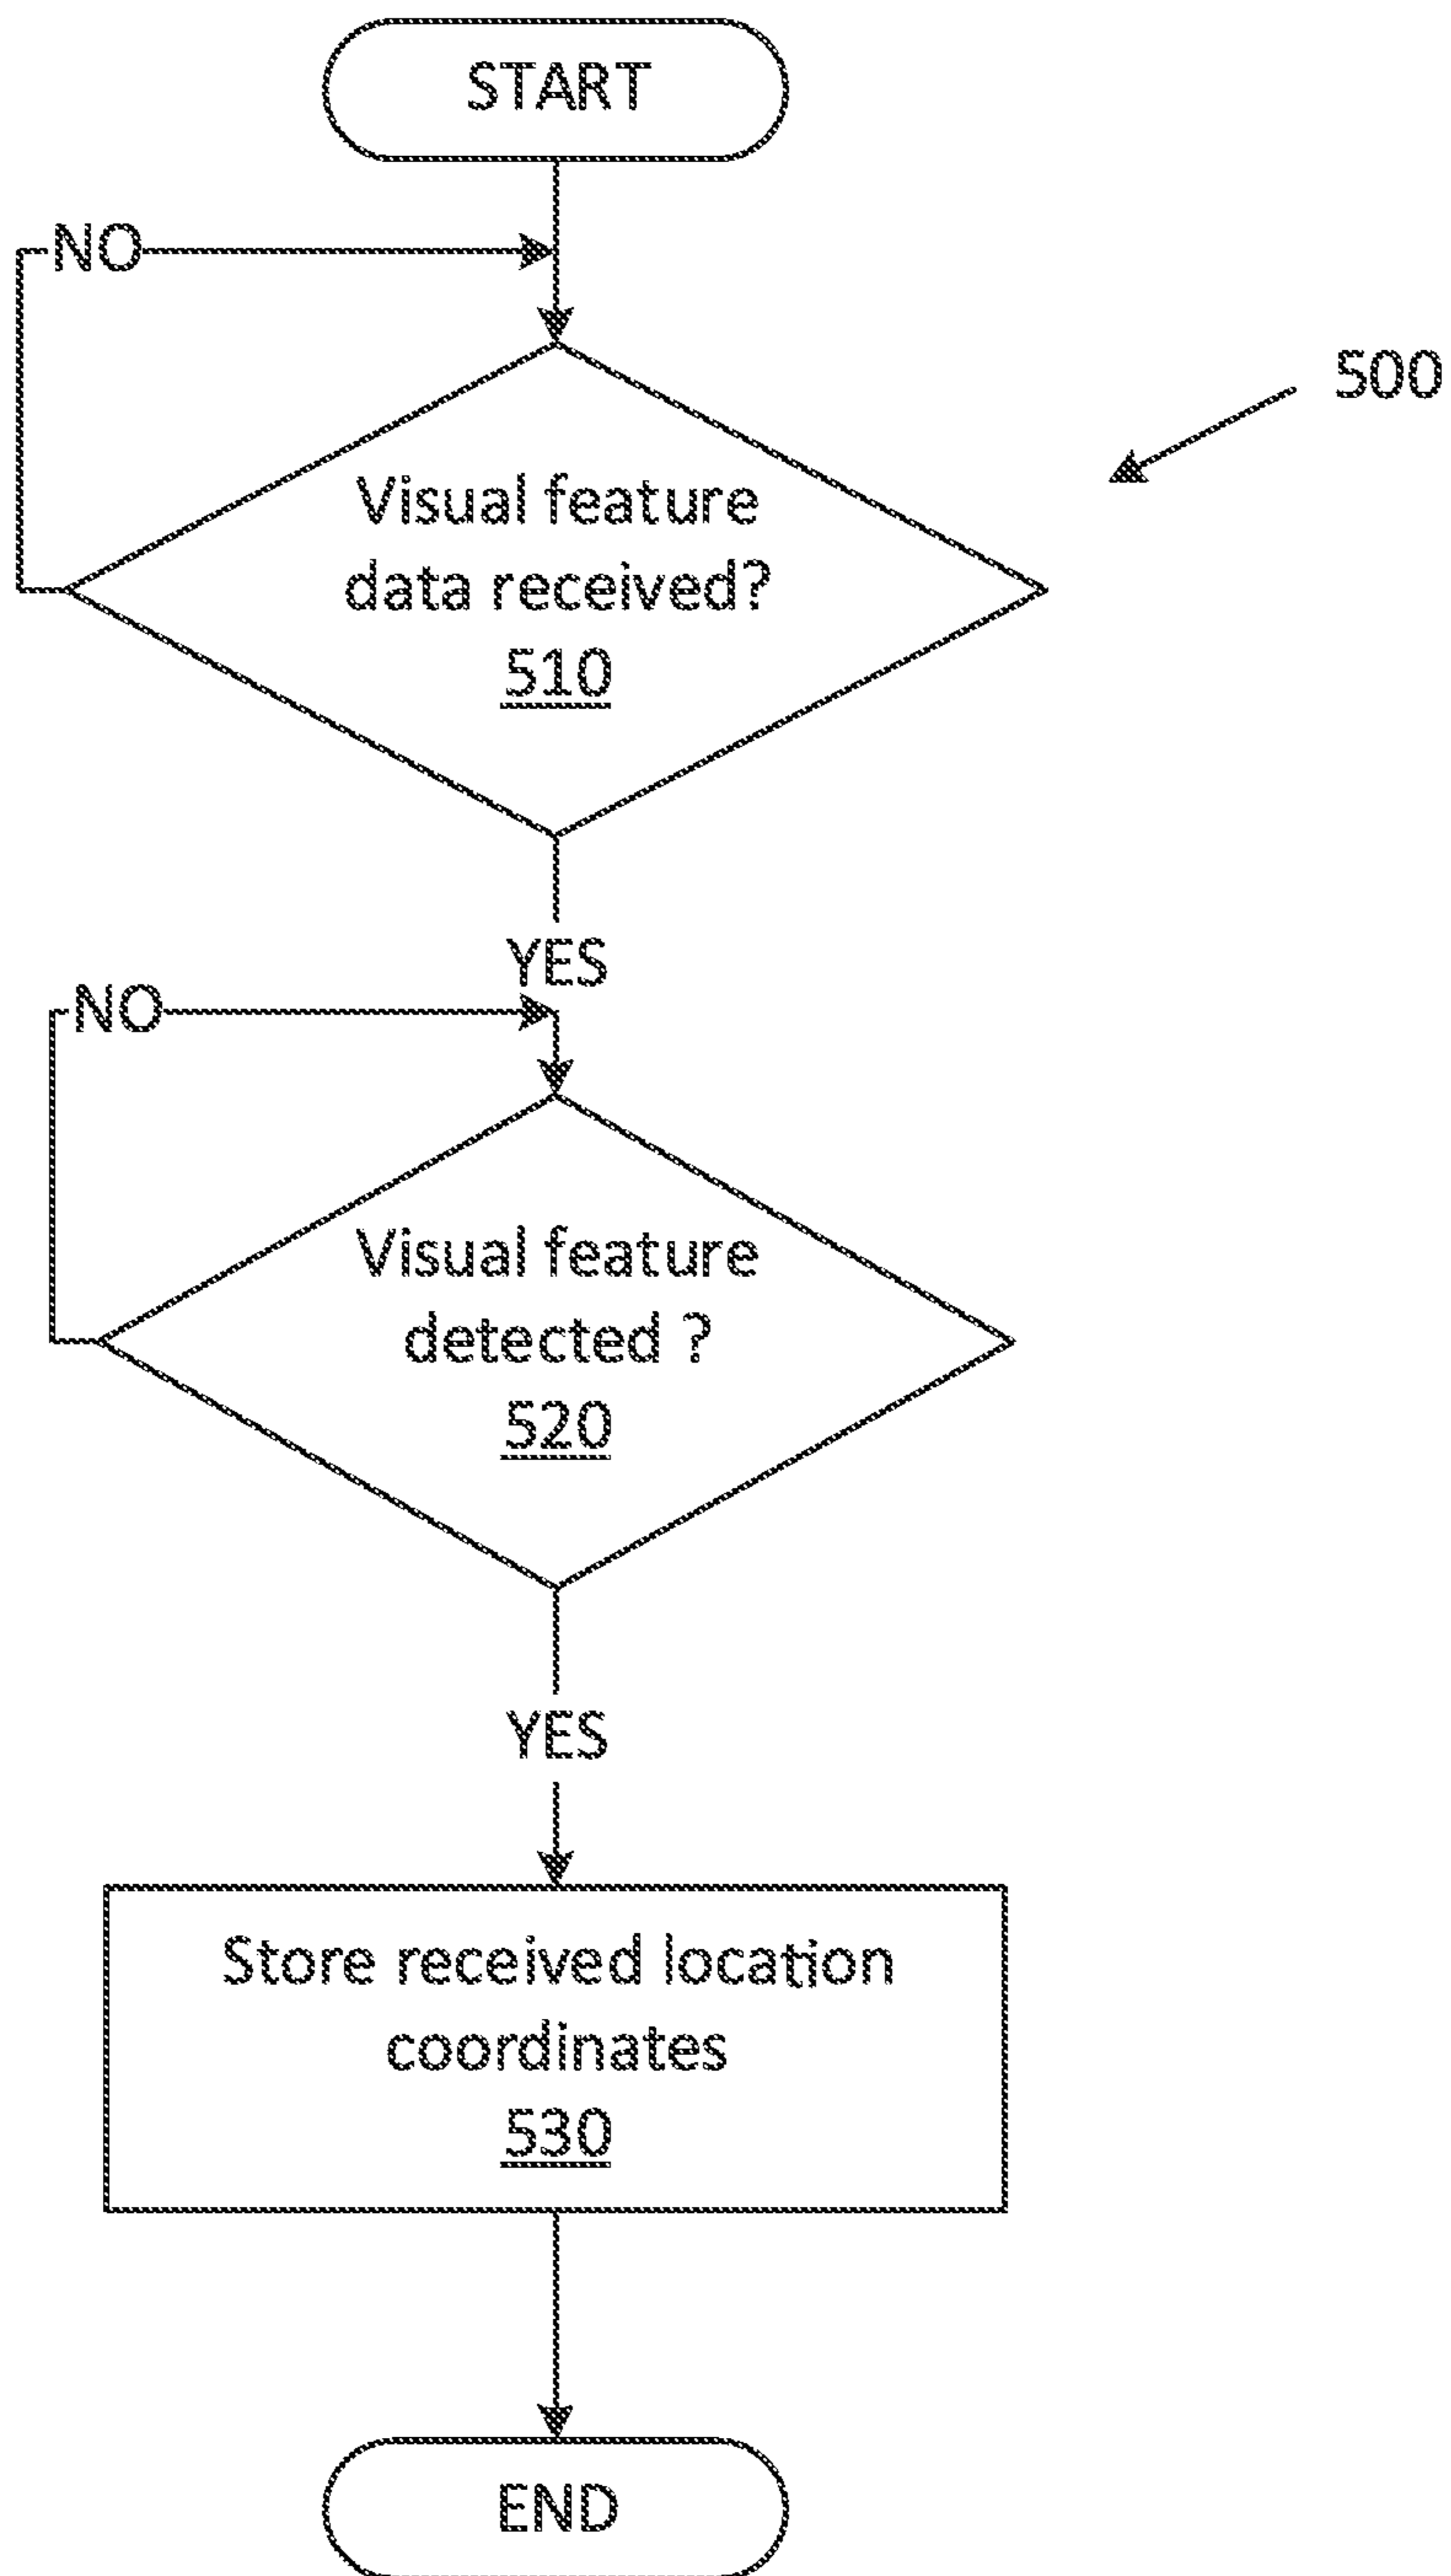 START
NO
500
Visual feature
data received?
510
YES
NO
Visual feature
detected ?
520
YES
Store received location
coordinates
530
END